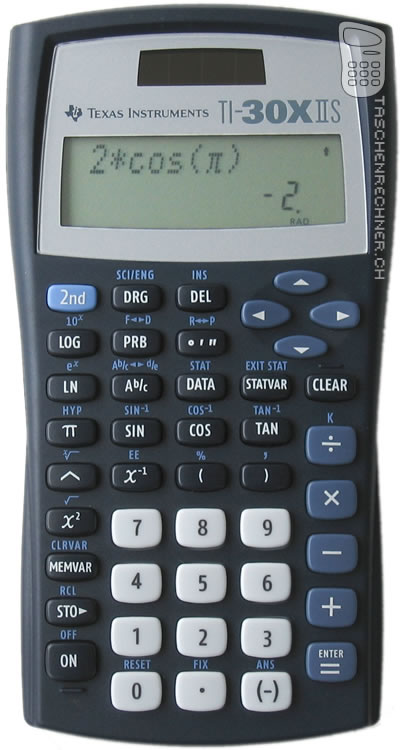 TEXAS INSTRUMENTS TI-30X IIS
TASCHENRECHNER.CH
2*cos(π)
-2.
RAD
SCI/ENG INS
2nd DRG DEL
10ˣ F◄►D R◄►P
LOG PRB ° ' "
eˣ Ab/c◄►d/e STAT EXIT STAT
LN Ab/c DATA STATVAR CLEAR
HYP SIN⁻¹ COS⁻¹ TAN⁻¹ K
π SIN COS TAN ÷
ˣ√ EE % ,
^ x⁻¹ ( )
√
x² 7 8 9 ×
CLRVAR
MEMVAR 4 5 6 −
RCL
STO► 1 2 3 +
OFF
ON
RESET FIX ANS
0 . (-) ENTER =